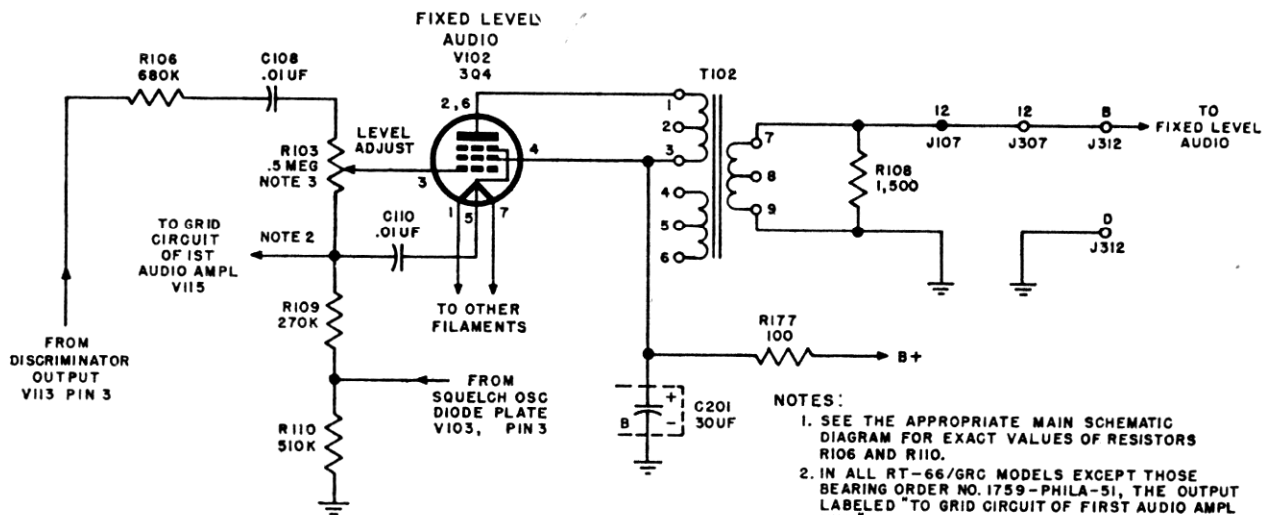 FIXED LEVEL
AUDIO
V102
3Q4
R106
680K
C108
.01UF
T102
2,6
LEVEL
ADJUST
R103
.5 MEG
NOTE 3
3
4
1
5
7
1
2
3
4
5
6
7
8
9
R108
1,500
12
J107
12
J307
B
J312
TO
FIXED LEVEL
AUDIO
D
J312
TO GRID
CIRCUIT
OF 1ST
AUDIO AMPL
V115
NOTE 2
C110
.01UF
TO OTHER
FILAMENTS
R109
270K
FROM
DISCRIMINATOR
OUTPUT
V113 PIN 3
FROM
SQUELCH OSC
DIODE PLATE
V103, PIN 3
R110
510K
R177
100
B+
+
B -
C201
30UF
NOTES:
1. SEE THE APPROPRIATE MAIN SCHEMATIC
DIAGRAM FOR EXACT VALUES OF RESISTORS
R106 AND R110.
2. IN ALL RT-66/GRC MODELS EXCEPT THOSE
BEARING ORDER NO. 1759-PHILA-51, THE OUTPUT
LABELED "TO GRID CIRCUIT OF FIRST AUDIO AMPL